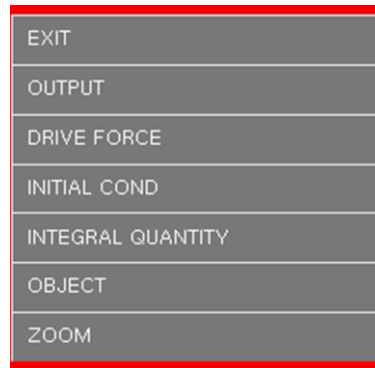 EXIT
OUTPUT
DRIVE FORCE
INITIAL COND
INTEGRAL QUANTITY
OBJECT
ZOOM